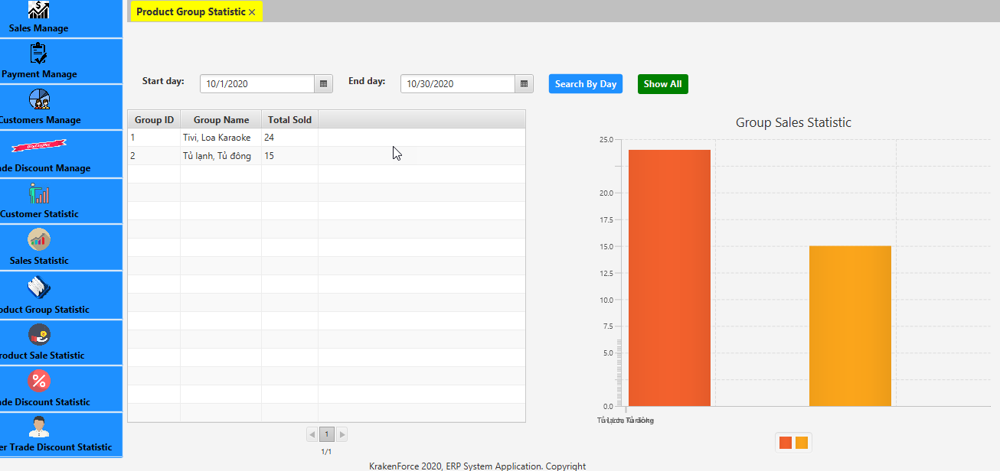 Sales Manage
Payment Manage
Customers Manage
DISCOUNT
ade Discount Manage
Customer Statistic
Sales Statistic
oduct Group Statistic
roduct Sale Statistic
%
ade Discount Statistic
er Trade Discount Statistic
Product Group Statistic ×
Start day: 10/1/2020 End day: 10/30/2020 Search By Day Show All
Group ID Group Name Total Sold
1 Tivi, Loa Karaoke 24
2 Tủ lạnh, Tủ đông 15
1
1/1
Group Sales Statistic
25.0
20.0
17.5
15.0
12.5
10.0
7.5
5.0
0.0
KrakenForce 2020, ERP System Application. Copyright